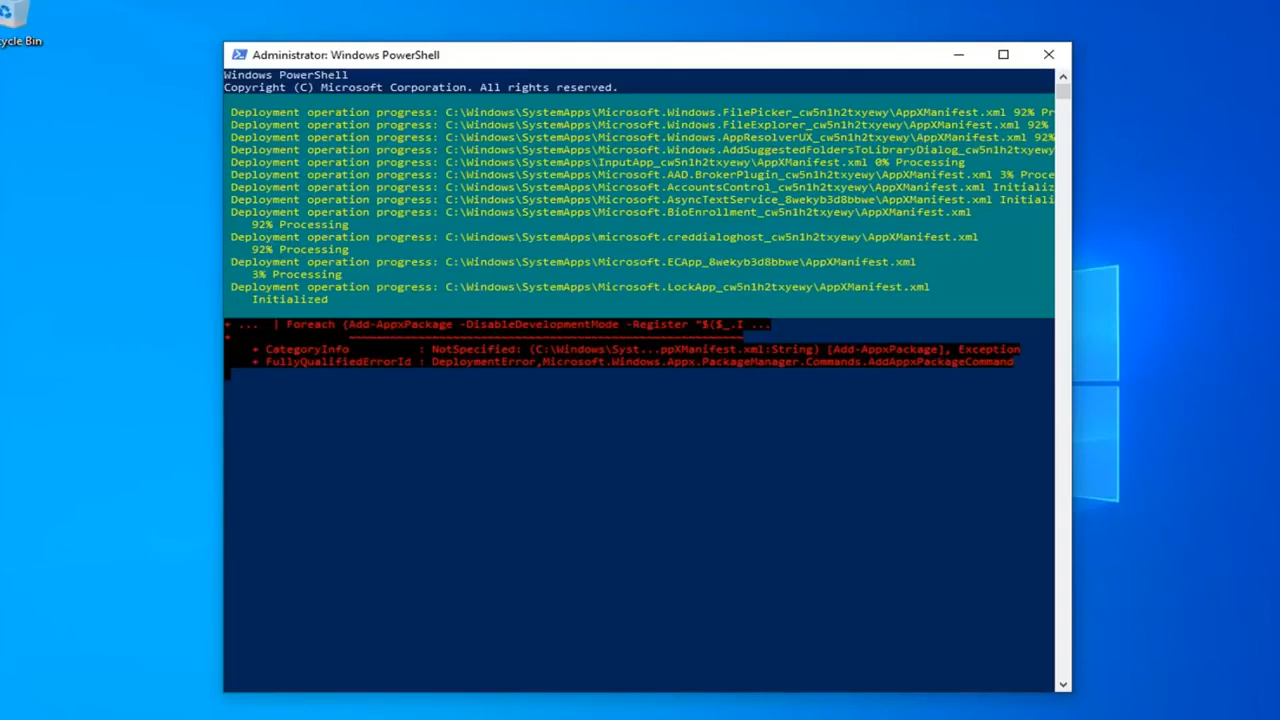 cycle Bin
Administrator: Windows PowerShell
Windows PowerShell
Copyright (C) Microsoft Corporation. All rights reserved.
Deployment operation progress: C:\Windows\SystemApps\Microsoft.Windows.FilePicker_cw5n1h2txyewy\AppXManifest.xml 92% Pr
Deployment operation progress: C:\Windows\SystemApps\Microsoft.Windows.FileExplorer_cw5n1h2txyewy\AppXManifest.xml 92%
Deployment operation progress: C:\Windows\SystemApps\Microsoft.Windows.AppResolverUX_cw5n1h2txyewy\AppXManifest.xml 92%
Deployment operation progress: C:\Windows\SystemApps\Microsoft.Windows.AddSuggestedFoldersToLibraryDialog_cw5n1h2txyewy
Deployment operation progress: C:\Windows\SystemApps\InputApp_cw5n1h2txyewy\AppXManifest.xml 0% Processing
Deployment operation progress: C:\Windows\SystemApps\Microsoft.AAD.BrokerPlugin_cw5n1h2txyewy\AppXManifest.xml 3% Proce
Deployment operation progress: C:\Windows\SystemApps\Microsoft.AccountsControl_cw5n1h2txyewy\AppXManifest.xml Initializ
Deployment operation progress: C:\Windows\SystemApps\Microsoft.AsyncTextService_8wekyb3d8bbwe\AppXManifest.xml Initiali
Deployment operation progress: C:\Windows\SystemApps\Microsoft.BioEnrollment_cw5n1h2txyewy\AppXManifest.xml
92% Processing
Deployment operation progress: C:\Windows\SystemApps\microsoft.creddialoghost_cw5n1h2txyewy\AppXManifest.xml
92% Processing
Deployment operation progress: C:\Windows\SystemApps\Microsoft.ECApp_8wekyb3d8bbwe\AppXManifest.xml
3% Processing
Deployment operation progress: C:\Windows\SystemApps\Microsoft.LockApp_cw5n1h2txyewy\AppXManifest.xml
Initialized
+ ... | Foreach {Add-AppxPackage -DisableDevelopmentMode -Register "$($_.I ...
+ ~~~~~~~~~~~~~~~~~~~~~~~~~~~~~~~~~~~~~~~~~~~~~~~~~~~~~~~~~
+ CategoryInfo : NotSpecified: (C:\Windows\Syst...ppXManifest.xml:String) [Add-AppxPackage], Exception
+ FullyQualifiedErrorId : DeploymentError,Microsoft.Windows.Appx.PackageManager.Commands.AddAppxPackageCommand